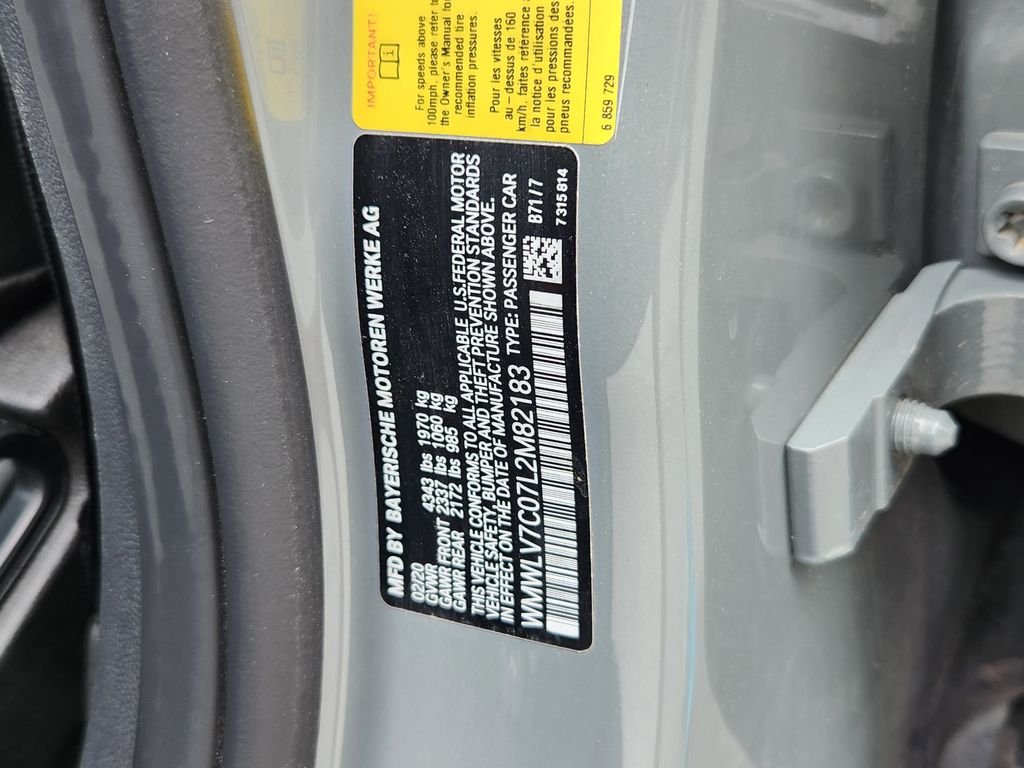 IMPORTANT!
For speeds above
100mph, please refer to
the Owner's Manual for
recommended tire
inflation pressures.
Pour les vitesses
au - dessus de 160
km/h, faites reference
la notice d'utilisation
pour les pressions des
pneus recommandées.
6 859 729
MFD BY BAYERISCHE MOTOREN WERKE AG
02/20
GVWR 4343 lbs 1970 kg
GAWR FRONT 2337 lbs 1060 kg
GAWR REAR 2172 lbs 985 kg
THIS VEHICLE CONFORMS TO ALL APPLICABLE U.S.FEDERAL MOTOR
VEHICLE SAFETY, BUMPER AND THEFT PREVENTION STANDARDS
IN EFFECT ON THE DATE OF MANUFACTURE SHOWN ABOVE.
WMWLV7C07L2M82183 TYPE: PASSENGER CAR
B71/7
7315814